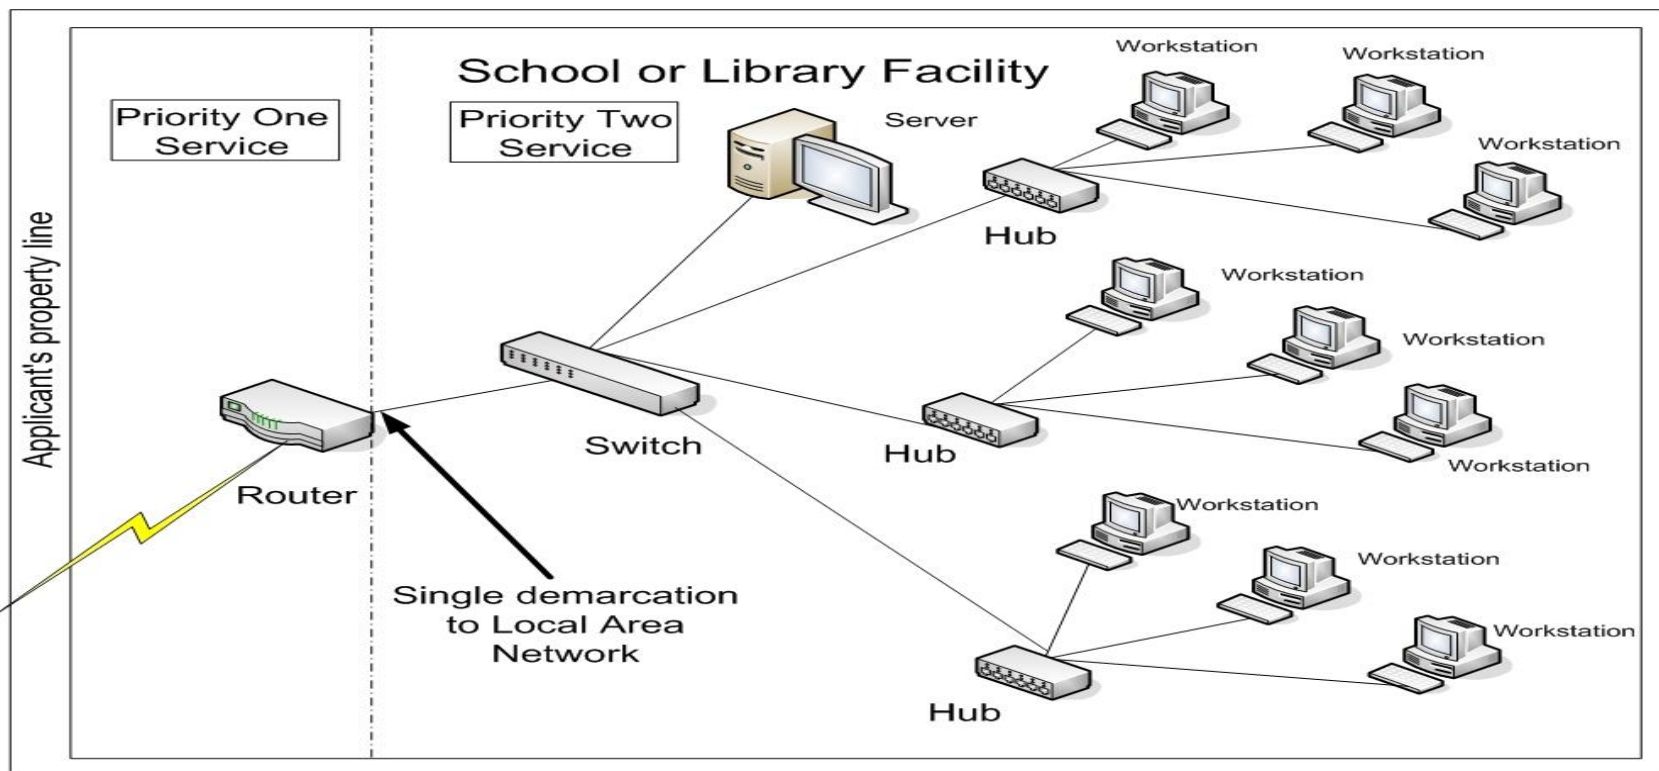 School or Library Facility
Priority One
Service
Priority Two
Service
Server
Workstation
Workstation
Workstation
Hub
Applicant's property line
Workstation
Workstation
Workstation
Hub
Switch
Router
Single demarcation
to Local Area
Network
Workstation
Workstation
Workstation
Hub